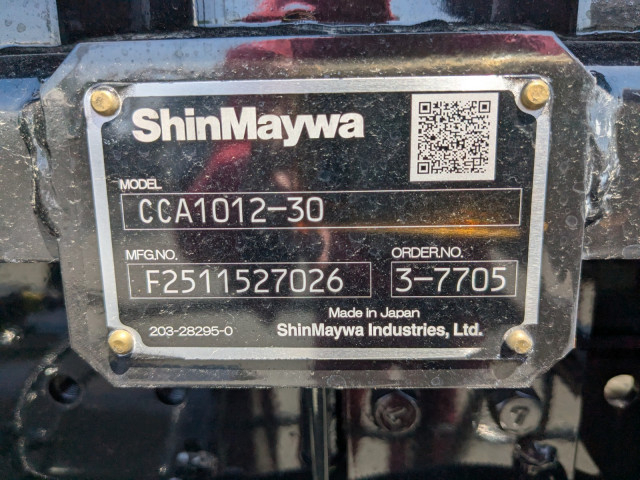 ShinMaywa
MODEL
CCA1012-30
MFG.NO. ORDER.NO.
F2511527026 3-7705
Made in Japan
203-28295-0 ShinMaywa Industries, Ltd.